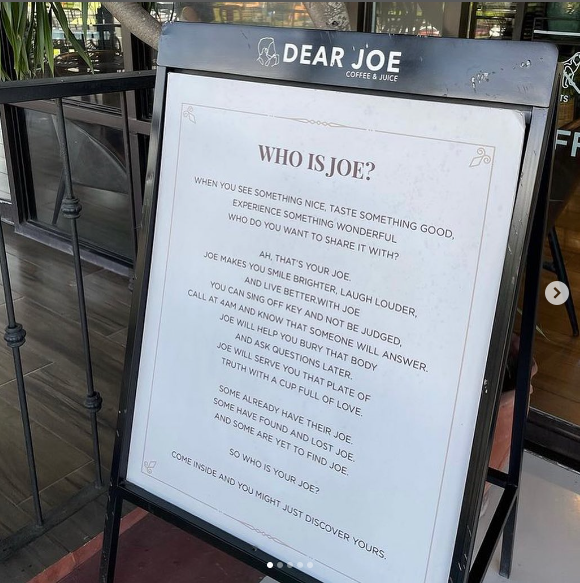 DEAR JOE
COFFEE & JUICE
WHO IS JOE?
WHEN YOU SEE SOMETHING NICE, TASTE SOMETHING GOOD,
EXPERIENCE SOMETHING WONDERFUL
WHO DO YOU WANT TO SHARE IT WITH?
AH, THAT'S YOUR JOE.
JOE MAKES YOU SMILE BRIGHTER, LAUGH LOUDER,
AND LIVE BETTER.WITH JOE
YOU CAN SING OFF KEY AND NOT BE JUDGED,
CALL AT 4AM AND KNOW THAT SOMEONE WILL ANSWER.
JOE WILL HELP YOU BURY THAT BODY
AND ASK QUESTIONS LATER.
JOE WILL SERVE YOU THAT PLATE OF
TRUTH WITH A CUP FULL OF LOVE.
SOME ALREADY HAVE THEIR JOE.
SOME HAVE FOUND AND LOST JOE.
AND SOME ARE YET TO FIND JOE.
SO WHO IS YOUR JOE?
COME INSIDE AND YOU MIGHT JUST DISCOVER YOURS.